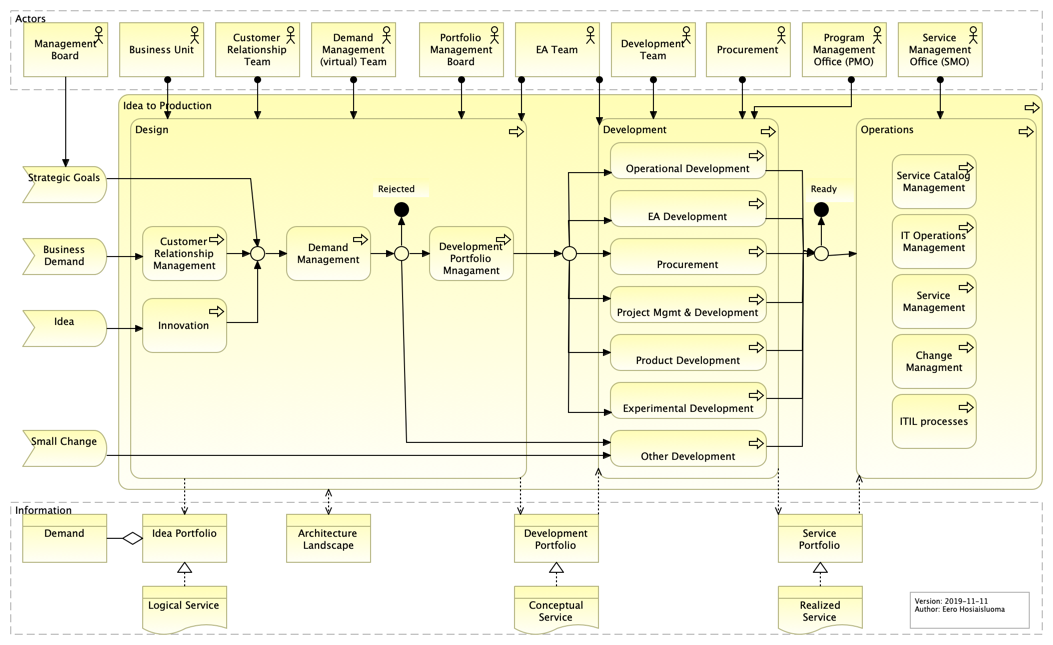 Actors
Management
Board
Business Unit
Customer
Relationship
Team
Demand
Management
(virtual) Team
Portfolio
Management
Board
EA Team
Development
Team
Procurement
Program
Management
Office (PMO)
Service
Management
Office (SMO)
Idea to Production
Design
Development
Operations
Strategic Goals
Business
Demand
Idea
Small Change
Customer
Relationship
Management
Innovation
Demand
Management
Rejected
Development
Portfolio
Mnagament
Operational Development
EA Development
Procurement
Project Mgmt & Development
Product Development
Experimental Development
Other Development
Ready
Service Catalog
Management
IT Operations
Management
Service
Management
Change
Managment
ITIL processes
Information
Demand
Idea Portfolio
Architecture
Landscape
Development
Portfolio
Service
Portfolio
Logical Service
Conceptual
Service
Realized
Service
Version: 2019-11-11
Author: Eero Hosiaisluoma